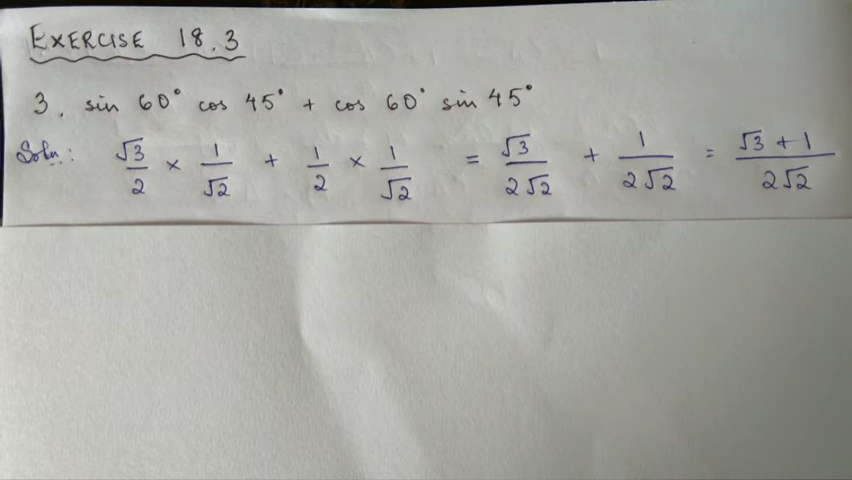 EXERCISE 18.3
3. sin 60° cos 45° + cos 60° sin 45°
Soln.: √3/2 × 1/√2 + 1/2 × 1/√2 = √3/2√2 + 1/2√2 = √3 + 1/2√2